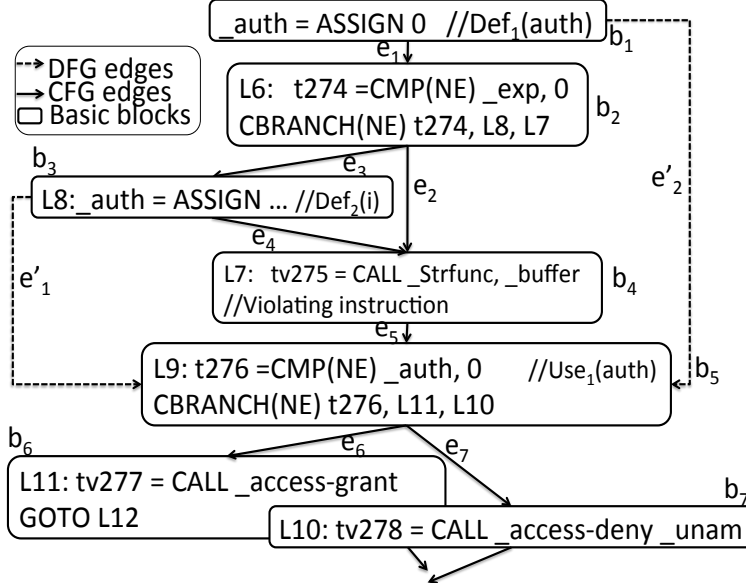 _auth = ASSIGN 0 //Def₁(auth)
b₁
e₁
DFG edges
CFG edges
Basic blocks
L6: t274 =CMP(NE) _exp, 0
CBRANCH(NE) t274, L8, L7
b₂
b₃
e₃
e₂
e'₂
L8:_auth = ASSIGN ... //Def₂(i)
e₄
e'₁
L7: tv275 = CALL _Strfunc, _buffer
//Violating instruction
b₄
e₅
L9: t276 =CMP(NE) _auth, 0 //Use₁(auth)
CBRANCH(NE) t276, L11, L10
b₅
b₆
e₆
e₇
L11: tv277 = CALL _access-grant
GOTO L12
b₇
L10: tv278 = CALL _access-deny _unam